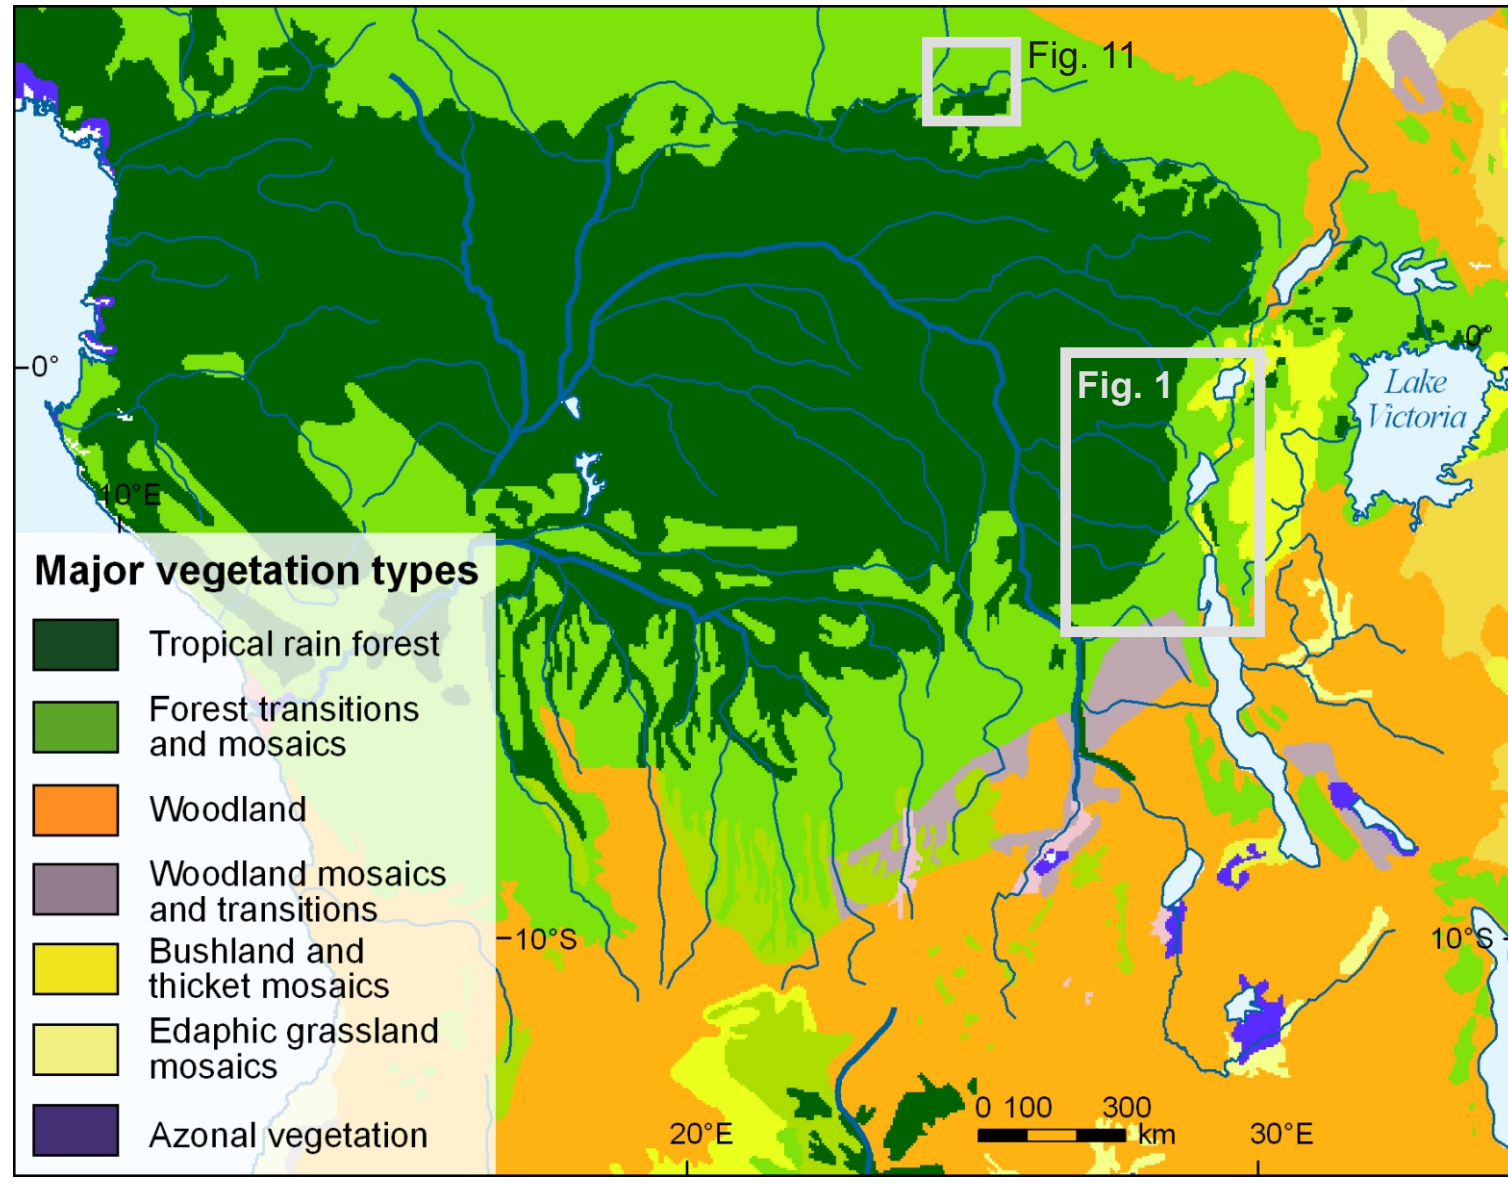 Fig. 11
0°
0°
Fig. 1
Lake
Victoria
10°E
Major vegetation types
Tropical rain forest
Forest transitions
and mosaics
Woodland
Woodland mosaics
and transitions
Bushland and
thicket mosaics
Edaphic grassland
mosaics
Azonal vegetation
10°S
10°S
0 100 300
km
20°E
30°E